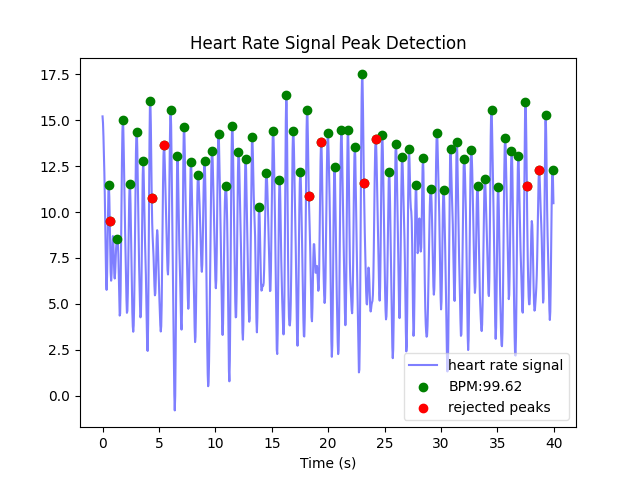 Heart Rate Signal Peak Detection
17.5
15.0
12.5
10.0
7.5
5.0
2.5
0.0
heart rate signal
BPM:99.62
rejected peaks
0 5 10 15 20 25 30 35 40
Time (s)